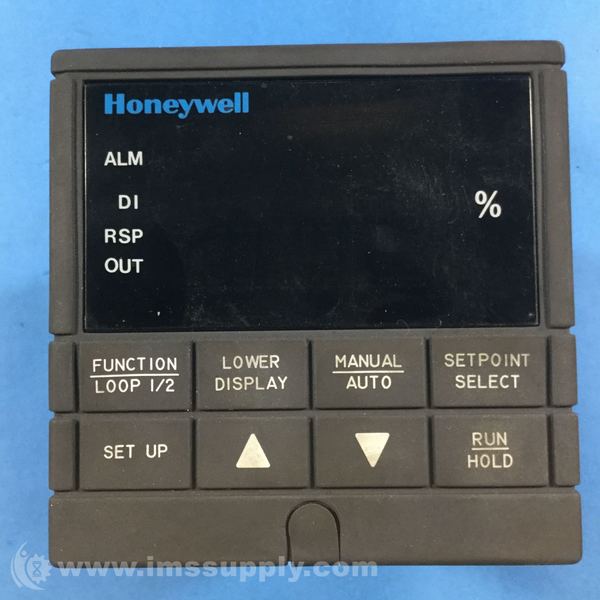 Honeywell
ALM
DI
%
RSP
OUT
FUNCTION
LOOP 1/2
LOWER
DISPLAY
MANUAL
AUTO
SETPOINT
SELECT
SET UP
RUN
HOLD
www.imssupply.com